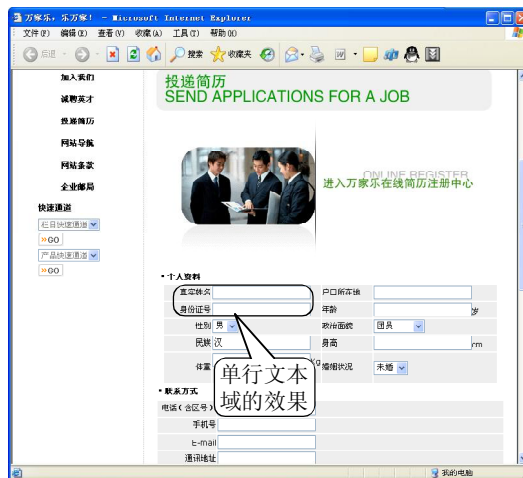 万家乐，乐万家！ - Microsoft Internet Explorer
文件(F) 编辑(E) 查看(V) 收藏(A) 工具(T) 帮助(H)
后退 搜索 收藏夹
加入我们
诚聘英才
投递简历
网站导航
网站条款
企业邮局
快速通道
栏目快速通道
»GO
产品快速通道
»GO
投递简历
SEND APPLICATIONS FOR A JOB
ONLINE REGISTER
进入万家乐在线简历注册中心
▪ 个人资料
真实姓名 户口所在地
身份证号 年龄 岁
性别 男 政治面貌 团员
民族 汉 身高 cm
体重 Kg 婚姻状况 未婚
▪ 联系方式
电话(含区号)
手机号
E-mail
通讯地址
单行文本
域的效果
我的电脑